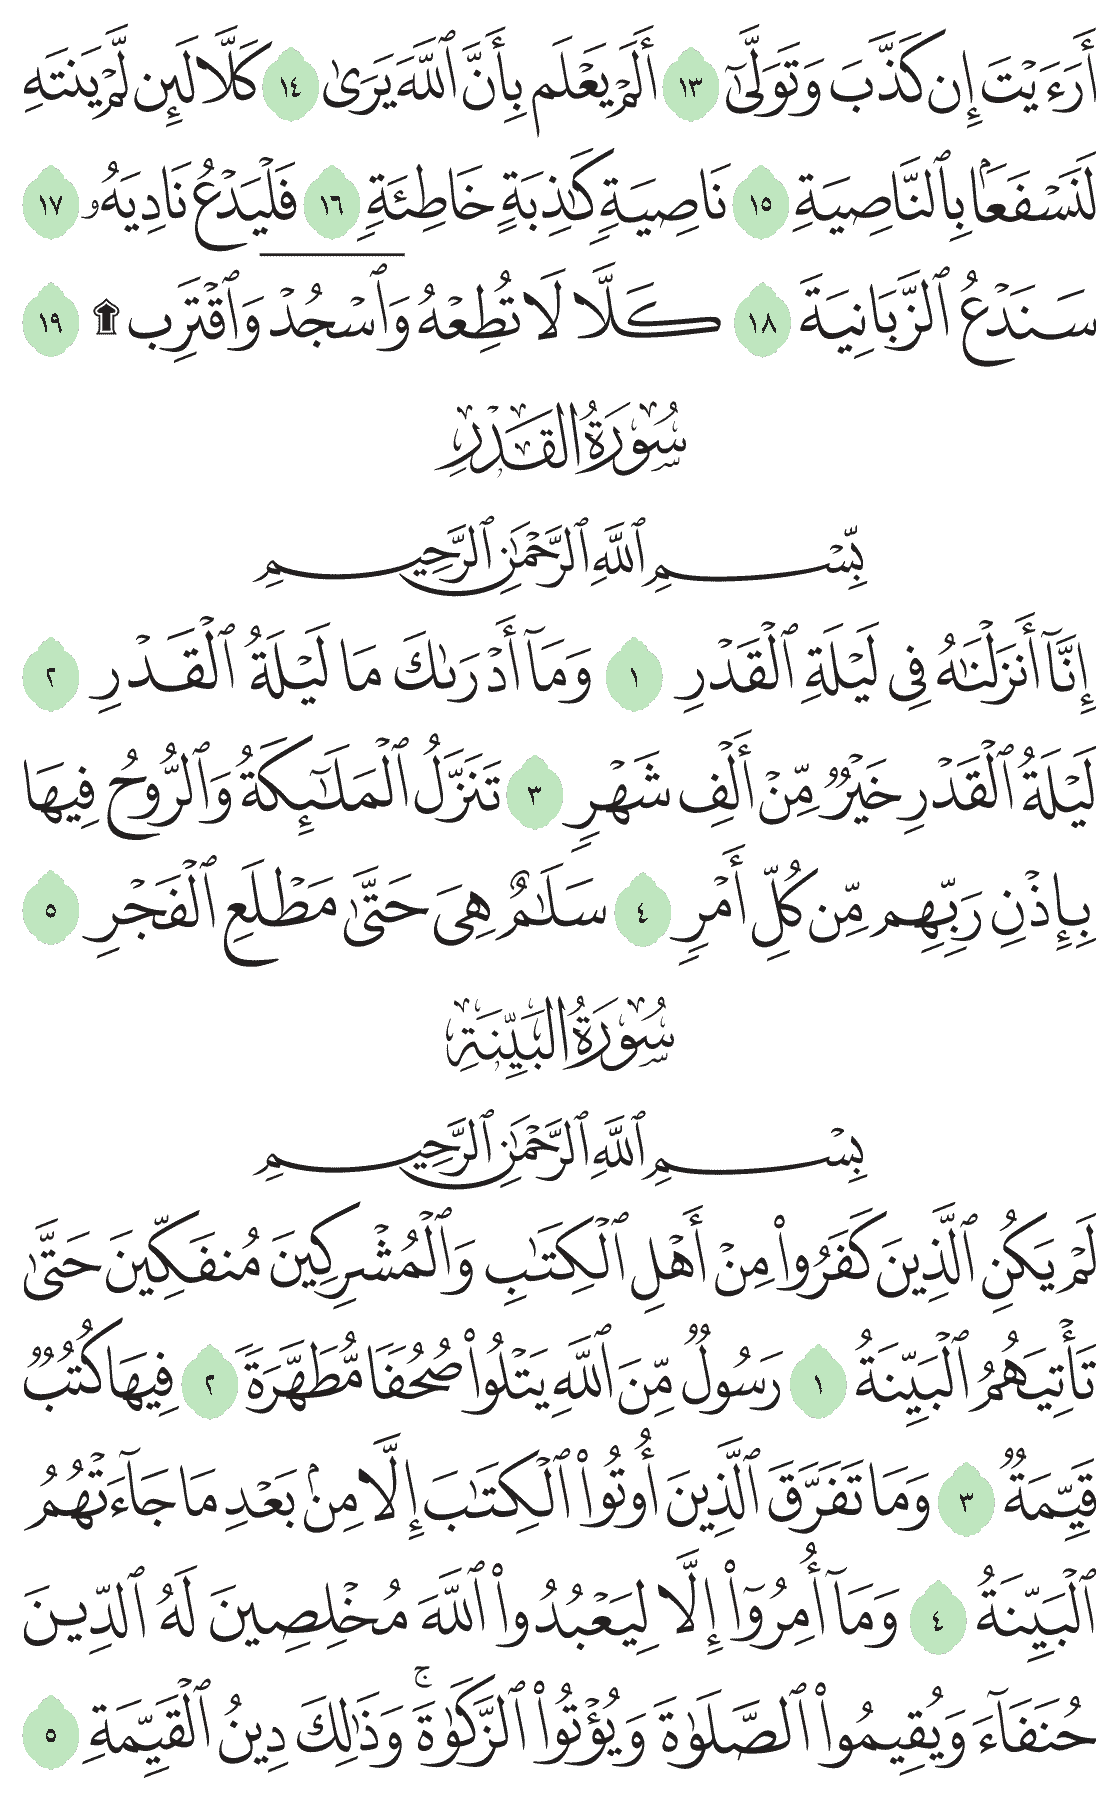 أَرَءَيْتَ إِن كَذَّبَ وَتَوَلَّىٰٓ ١٣ أَلَمْ يَعْلَم بِأَنَّ ٱللَّهَ يَرَىٰ ١٤ كَلَّا لَئِن لَّمْ يَنتَهِ
لَنَسْفَعَۢا بِٱلنَّاصِيَةِ ١٥ نَاصِيَةٍۢ كَٰذِبَةٍ خَاطِئَةٍۢ ١٦ فَلْيَدْعُ نَادِيَهُۥ ١٧
سَنَدْعُ ٱلزَّبَانِيَةَ ١٨ كَلَّا لَا تُطِعْهُ وَٱسْجُدْ وَٱقْتَرِب ۩ ١٩
سُورَةُ القَدْرِ
بِّسْمِ ٱللَّهِ ٱلرَّحْمَٰنِ ٱلرَّحِيمِ
إِنَّآ أَنزَلْنَٰهُ فِى لَيْلَةِ ٱلْقَدْرِ ١ وَمَآ أَدْرَىٰكَ مَا لَيْلَةُ ٱلْقَدْرِ ٢
لَيْلَةُ ٱلْقَدْرِ خَيْرٌۭ مِّنْ أَلْفِ شَهْرٍۢ ٣ تَنَزَّلُ ٱلْمَلَٰٓئِكَةُ وَٱلرُّوحُ فِيهَا
بِإِذْنِ رَبِّهِم مِّن كُلِّ أَمْرٍۢ ٤ سَلَٰمٌ هِىَ حَتَّىٰ مَطْلَعِ ٱلْفَجْرِ ٥
سُورَةُ البَيِّنَةِ
بِسْمِ ٱللَّهِ ٱلرَّحْمَٰنِ ٱلرَّحِيمِ
لَمْ يَكُنِ ٱلَّذِينَ كَفَرُوا۟ مِنْ أَهْلِ ٱلْكِتَٰبِ وَٱلْمُشْرِكِينَ مُنفَكِّينَ حَتَّىٰ
تَأْتِيَهُمُ ٱلْبَيِّنَةُ ١ رَسُولٌۭ مِّنَ ٱللَّهِ يَتْلُوا۟ صُحُفًۭا مُّطَهَّرَةًۭ ٢ فِيهَا كُتُبٌۭ
قَيِّمَةٌۭ ٣ وَمَا تَفَرَّقَ ٱلَّذِينَ أُوتُوا۟ ٱلْكِتَٰبَ إِلَّا مِنۢ بَعْدِ مَا جَآءَتْهُمُ
ٱلْبَيِّنَةُ ٤ وَمَآ أُمِرُوٓا۟ إِلَّا لِيَعْبُدُوا۟ ٱللَّهَ مُخْلِصِينَ لَهُ ٱلدِّينَ
حُنَفَآءَ وَيُقِيمُوا۟ ٱلصَّلَوٰةَ وَيُؤْتُوا۟ ٱلزَّكَوٰةَ ۚ وَذَٰلِكَ دِينُ ٱلْقَيِّمَةِ ٥